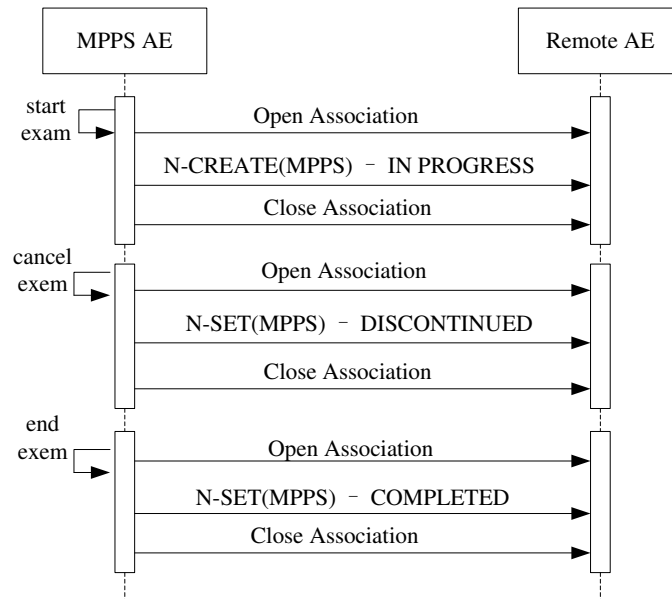 MPPS AE
Remote AE
start
exam
Open Association
N-CREATE(MPPS) - IN PROGRESS
Close Association
cancel
exem
Open Association
N-SET(MPPS) - DISCONTINUED
Close Association
end
exem
Open Association
N-SET(MPPS) - COMPLETED
Close Association